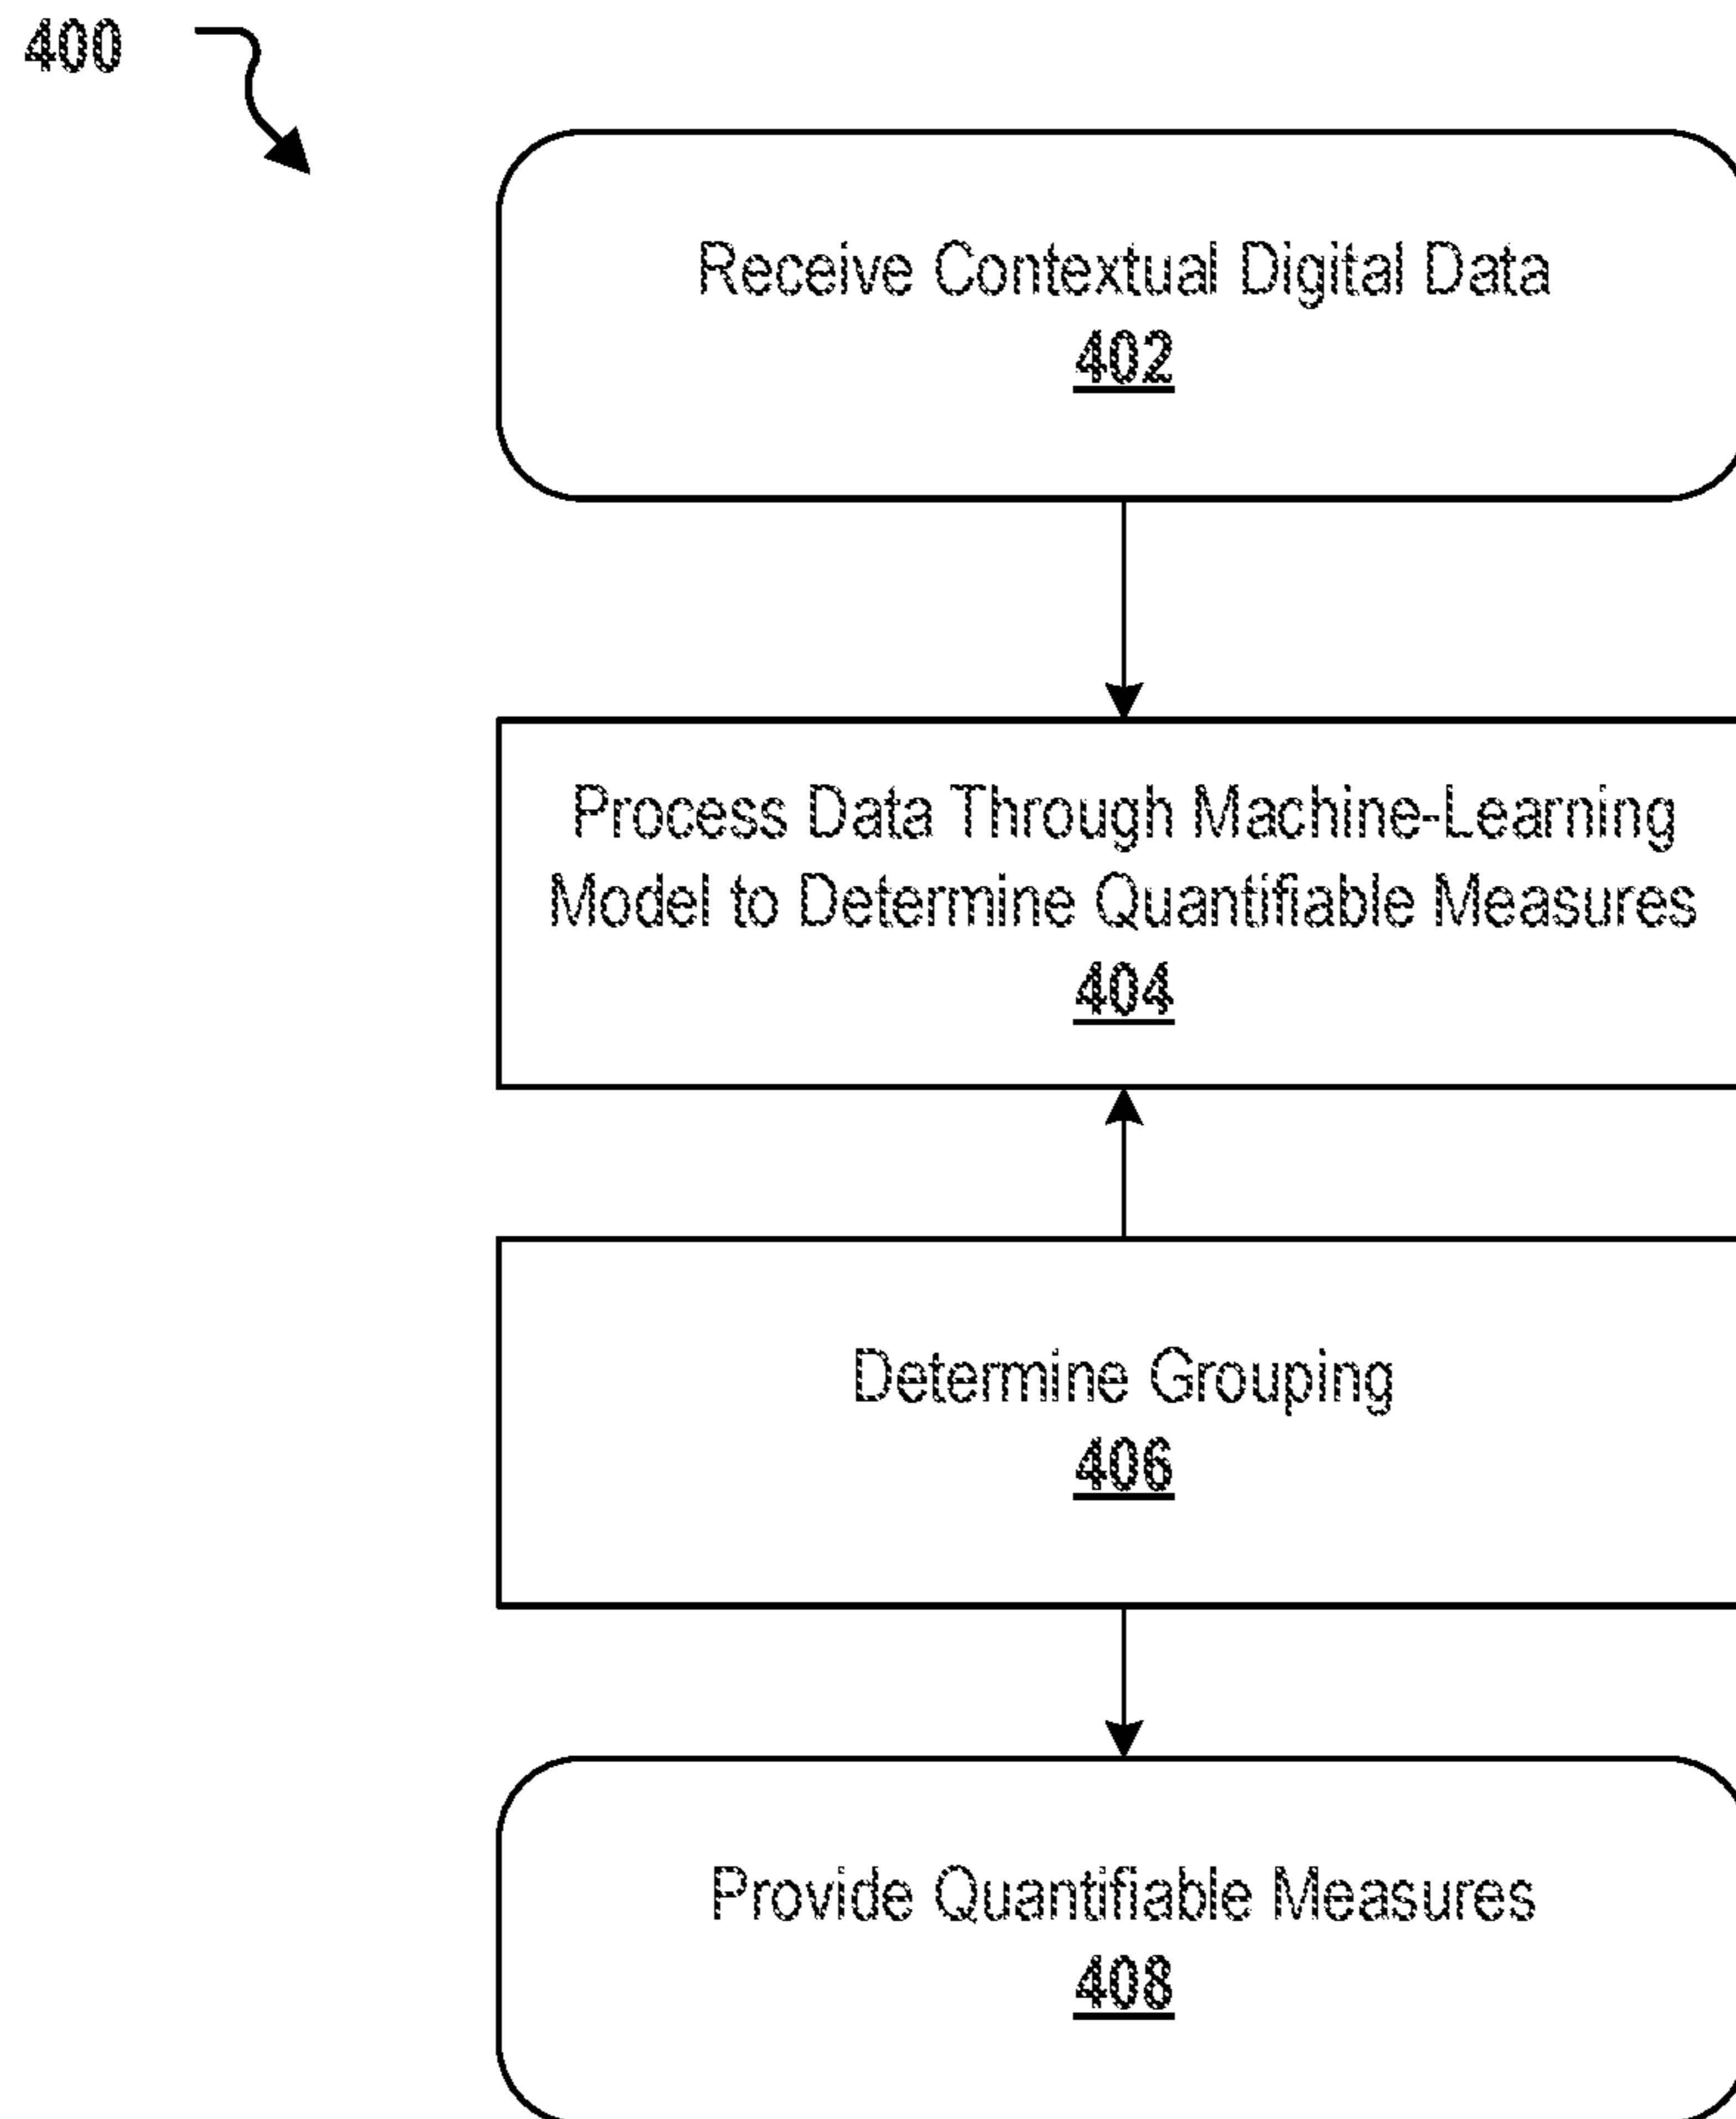 400
Receive Contextual Digital Data
402
Process Data Through Machine-Learning
Model to Determine Quantifiable Measures
404
Determine Grouping
406
Provide Quantifiable Measures
408